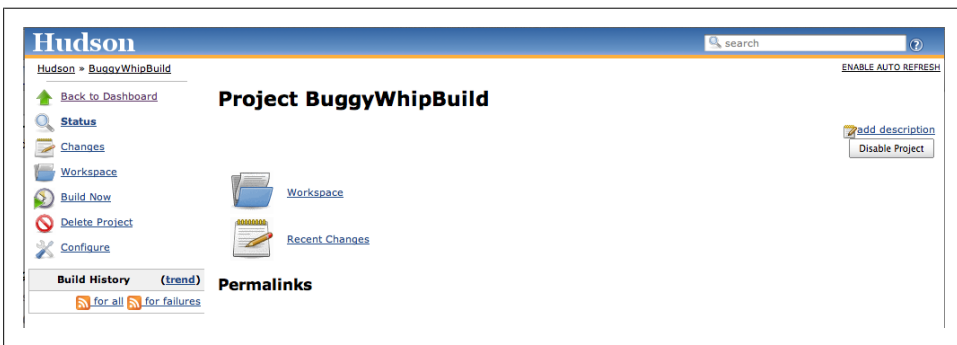 Hudson
search
Hudson » BuggyWhipBuild
ENABLE AUTO REFRESH
Back to Dashboard
Status
Changes
Workspace
Build Now
Delete Project
Configure
Build History (trend)
for all for failures
Project BuggyWhipBuild
add description
Disable Project
Workspace
Recent Changes
Permalinks